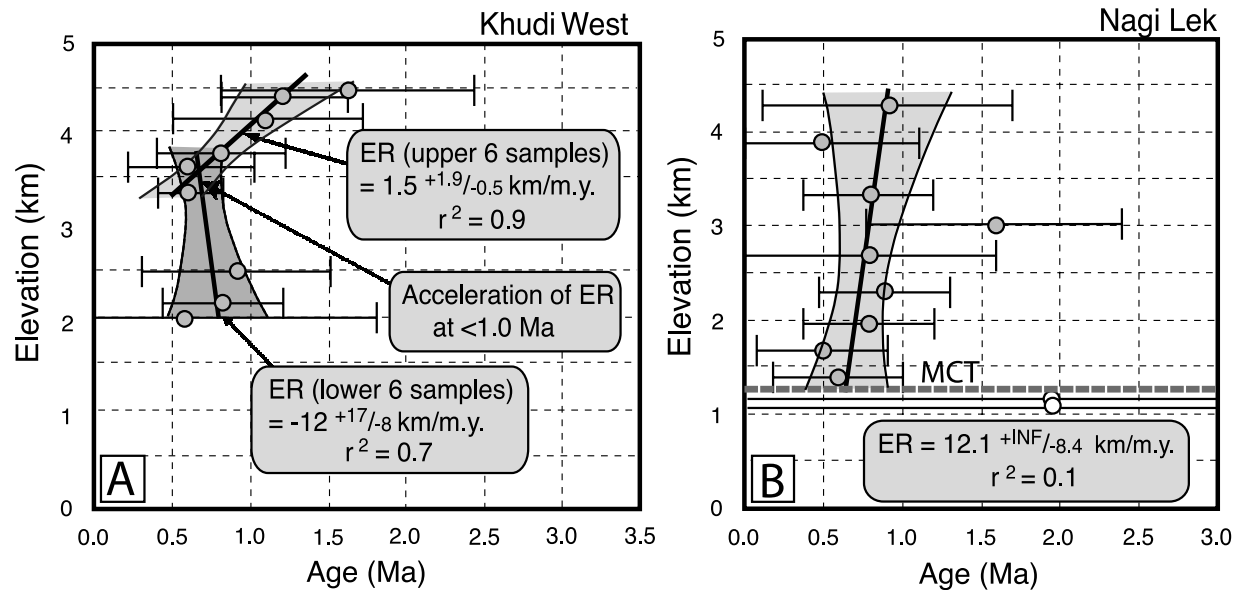 Khudi West
5
4
3
2
1
0
Elevation (km)
ER (upper 6 samples)
= 1.5 +1.9/-0.5 km/m.y.
r 2 = 0.9
Acceleration of ER
at <1.0 Ma
ER (lower 6 samples)
= -12 +17/-8 km/m.y.
r 2 = 0.7
A
0.0 0.5 1.0 1.5 2.0 2.5 3.0 3.5
Age (Ma)
Nagi Lek
5
4
3
2
1
0
Elevation (km)
MCT
ER = 12.1 +INF/-8.4 km/m.y.
r 2 = 0.1
B
0.0 0.5 1.0 1.5 2.0 2.5 3.0
Age (Ma)